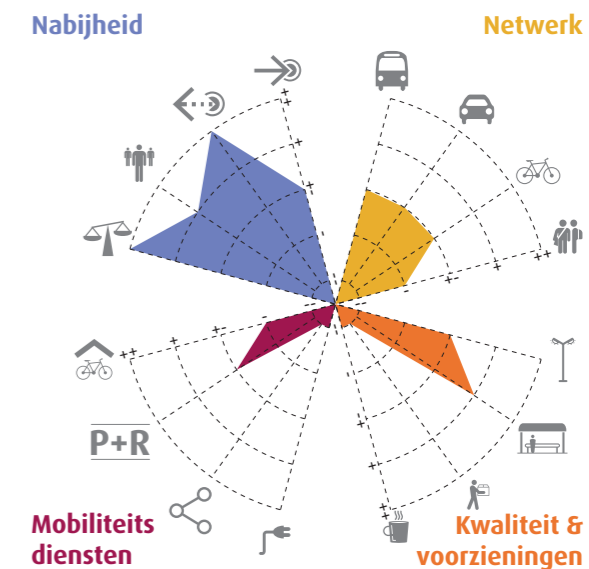 Nabijheid
Netwerk
++
+
+
-
--
+
++
++
+
+
-
--
P+R
-
+
++
Mobiliteits
diensten
Kwaliteit &
voorzieningen